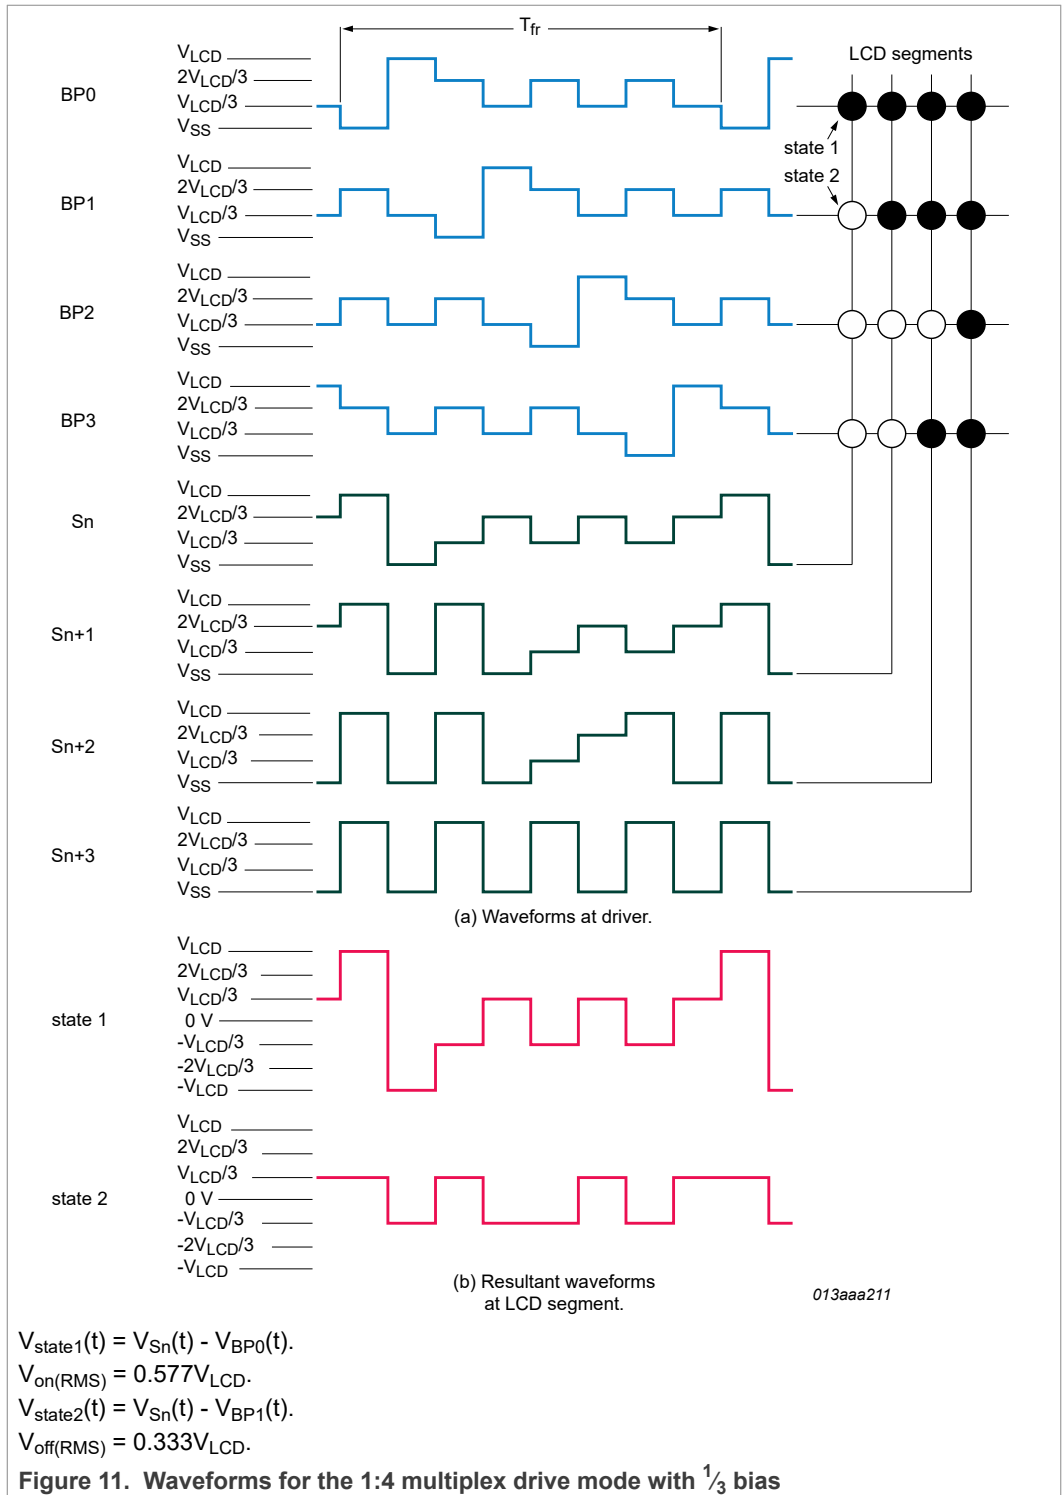 T_fr
LCD segments
BP0
V_LCD
2V_LCD/3
V_LCD/3
V_SS
state 1
BP1
V_LCD
2V_LCD/3
V_LCD/3
V_SS
state 2
BP2
V_LCD
2V_LCD/3
V_LCD/3
V_SS
BP3
V_LCD
2V_LCD/3
V_LCD/3
V_SS
Sn
V_LCD
2V_LCD/3
V_LCD/3
V_SS
Sn+1
V_LCD
2V_LCD/3
V_LCD/3
V_SS
Sn+2
V_LCD
2V_LCD/3
V_LCD/3
V_SS
Sn+3
V_LCD
2V_LCD/3
V_LCD/3
V_SS
(a) Waveforms at driver.
state 1
V_LCD
2V_LCD/3
V_LCD/3
0 V
-V_LCD/3
-2V_LCD/3
-V_LCD
state 2
V_LCD
2V_LCD/3
V_LCD/3
0 V
-V_LCD/3
-2V_LCD/3
-V_LCD
(b) Resultant waveforms
at LCD segment.
013aaa211
V_state1(t) = V_Sn(t) - V_BP0(t).
V_on(RMS) = 0.577V_LCD.
V_state2(t) = V_Sn(t) - V_BP1(t).
V_off(RMS) = 0.333V_LCD.
Figure 11. Waveforms for the 1:4 multiplex drive mode with 1⁄3 bias